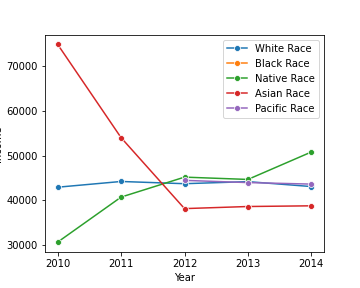 White Race
Black Race
Native Race
Asian Race
Pacific Race
70000
60000
50000
40000
30000
2010
2011
2012
2013
2014
Year